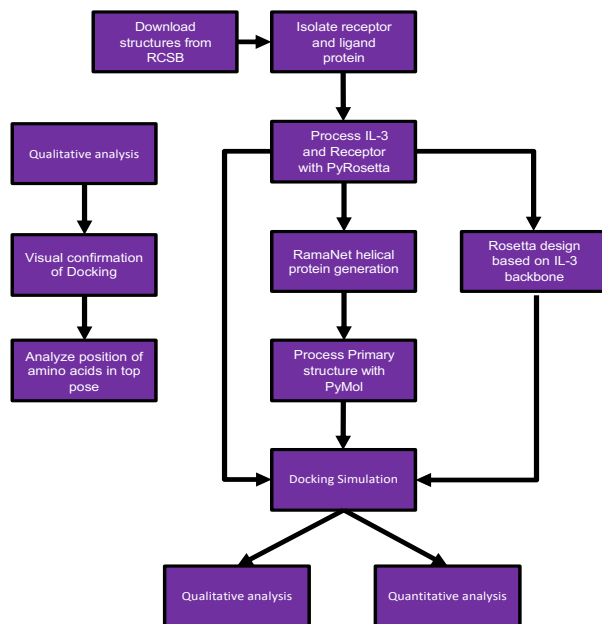 Download
structures from
RCSB
Isolate receptor
and ligand
protein
Process IL-3
and Receptor
with PyRosetta
Qualitative analysis
Visual confirmation
of Docking
RamaNet helical
protein generation
Rosetta design
based on IL-3
backbone
Analyze position of
amino acids in top
pose
Process Primary
structure with
PyMol
Docking Simulation
Qualitative analysis
Quantitative analysis